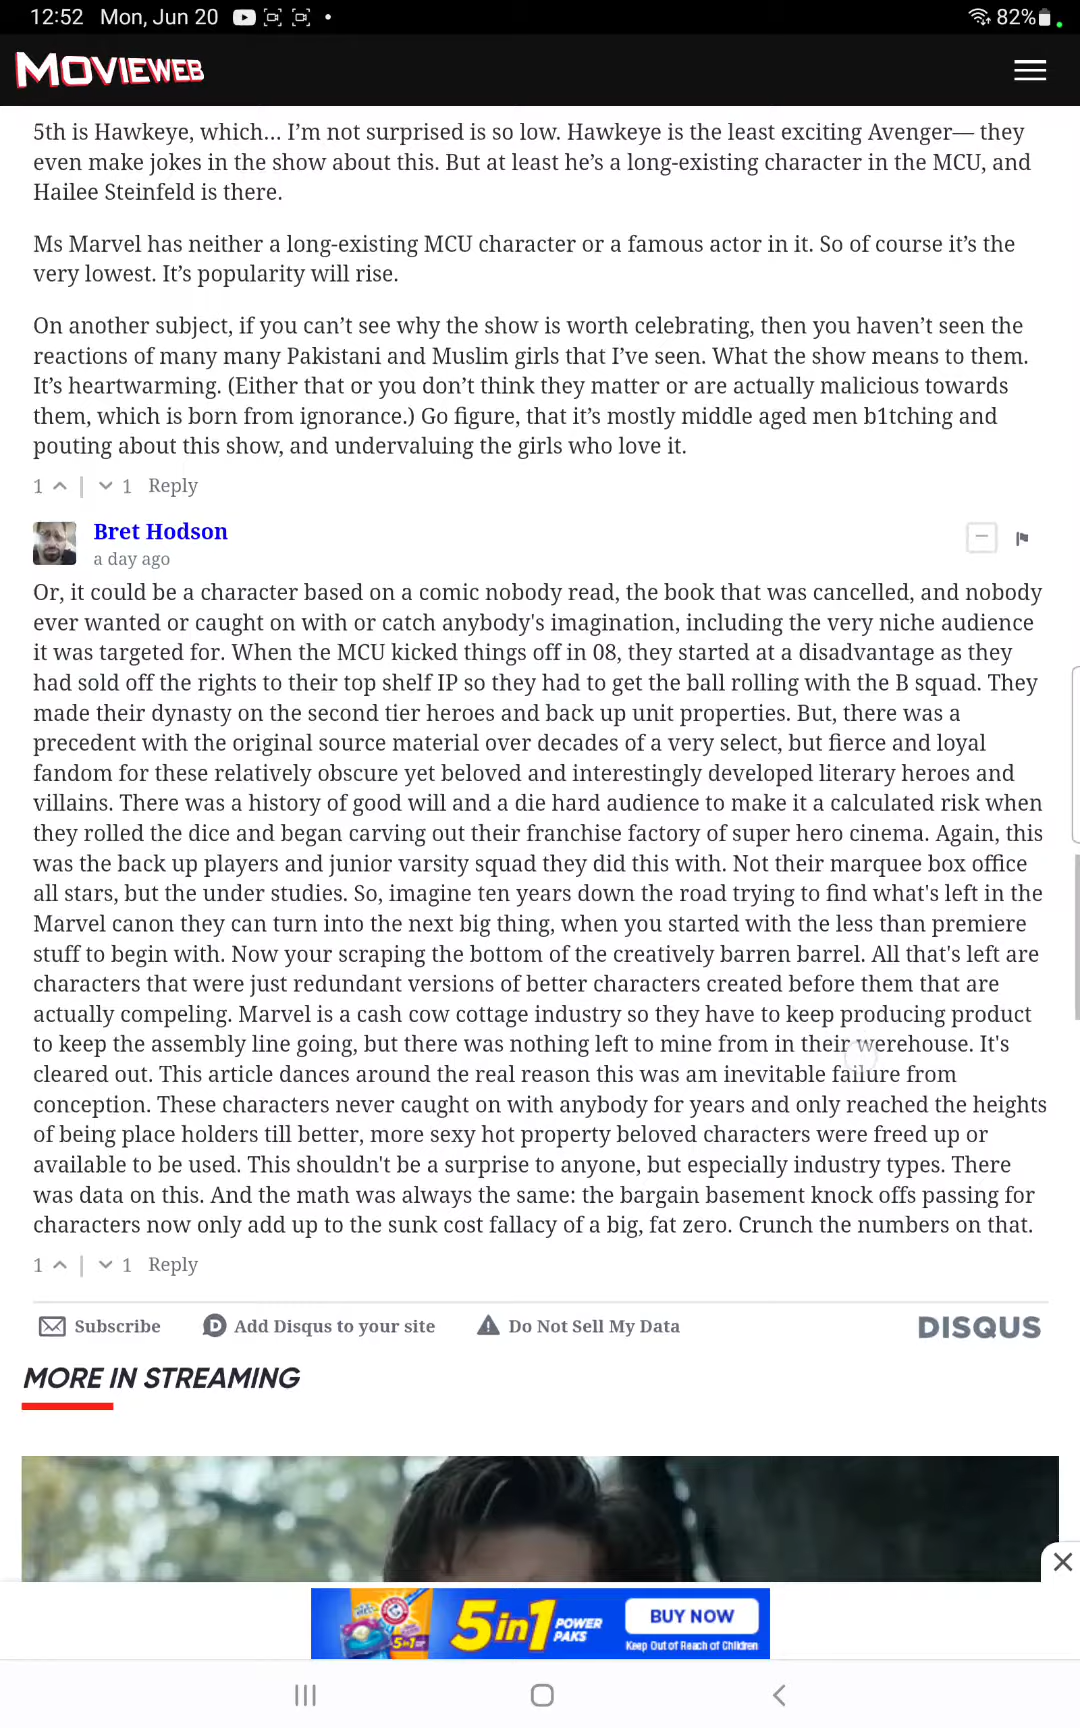 12:52 Mon, Jun 20
82%
MOVIEWEB
5th is Hawkeye, which... I’m not surprised is so low. Hawkeye is the least exciting Avenger— they
even make jokes in the show about this. But at least he’s a long-existing character in the MCU, and
Hailee Steinfeld is there.
Ms Marvel has neither a long-existing MCU character or a famous actor in it. So of course it’s the
very lowest. It’s popularity will rise.
On another subject, if you can’t see why the show is worth celebrating, then you haven’t seen the
reactions of many many Pakistani and Muslim girls that I’ve seen. What the show means to them.
It’s heartwarming. (Either that or you don’t think they matter or are actually malicious towards
them, which is born from ignorance.) Go figure, that it’s mostly middle aged men b1tching and
pouting about this show, and undervaluing the girls who love it.
1 | 1 Reply
Bret Hodson
a day ago
Or, it could be a character based on a comic nobody read, the book that was cancelled, and nobody
ever wanted or caught on with or catch anybody's imagination, including the very niche audience
it was targeted for. When the MCU kicked things off in 08, they started at a disadvantage as they
had sold off the rights to their top shelf IP so they had to get the ball rolling with the B squad. They
made their dynasty on the second tier heroes and back up unit properties. But, there was a
precedent with the original source material over decades of a very select, but fierce and loyal
fandom for these relatively obscure yet beloved and interestingly developed literary heroes and
villains. There was a history of good will and a die hard audience to make it a calculated risk when
they rolled the dice and began carving out their franchise factory of super hero cinema. Again, this
was the back up players and junior varsity squad they did this with. Not their marquee box office
all stars, but the under studies. So, imagine ten years down the road trying to find what's left in the
Marvel canon they can turn into the next big thing, when you started with the less than premiere
stuff to begin with. Now your scraping the bottom of the creatively barren barrel. All that's left are
characters that were just redundant versions of better characters created before them that are
actually compeling. Marvel is a cash cow cottage industry so they have to keep producing product
to keep the assembly line going, but there was nothing left to mine from in their werehouse. It's
cleared out. This article dances around the real reason this was am inevitable failure from
conception. These characters never caught on with anybody for years and only reached the heights
of being place holders till better, more sexy hot property beloved characters were freed up or
available to be used. This shouldn't be a surprise to anyone, but especially industry types. There
was data on this. And the math was always the same: the bargain basement knock offs passing for
characters now only add up to the sunk cost fallacy of a big, fat zero. Crunch the numbers on that.
1 | 1 Reply
Subscribe Add Disqus to your site Do Not Sell My Data DISQUS
MORE IN STREAMING
5in1 POWER PAKS
BUY NOW
Keep Out of Reach of Children
5-in-1